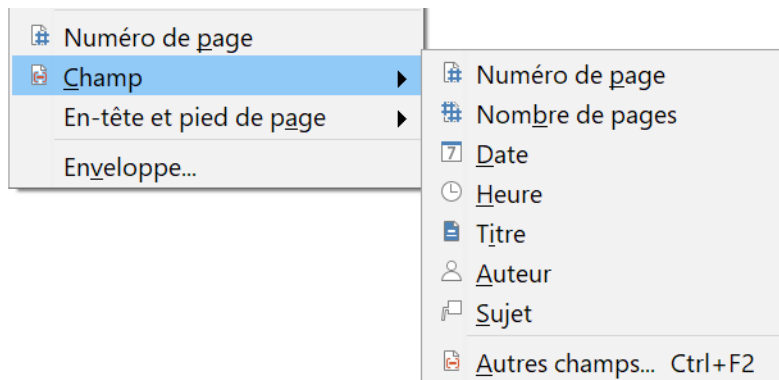 Numéro de page
Champ
En-tête et pied de page
Enveloppe...
Numéro de page
Nombre de pages
7 Date
Heure
Titre
Auteur
Sujet
Autres champs... Ctrl+F2